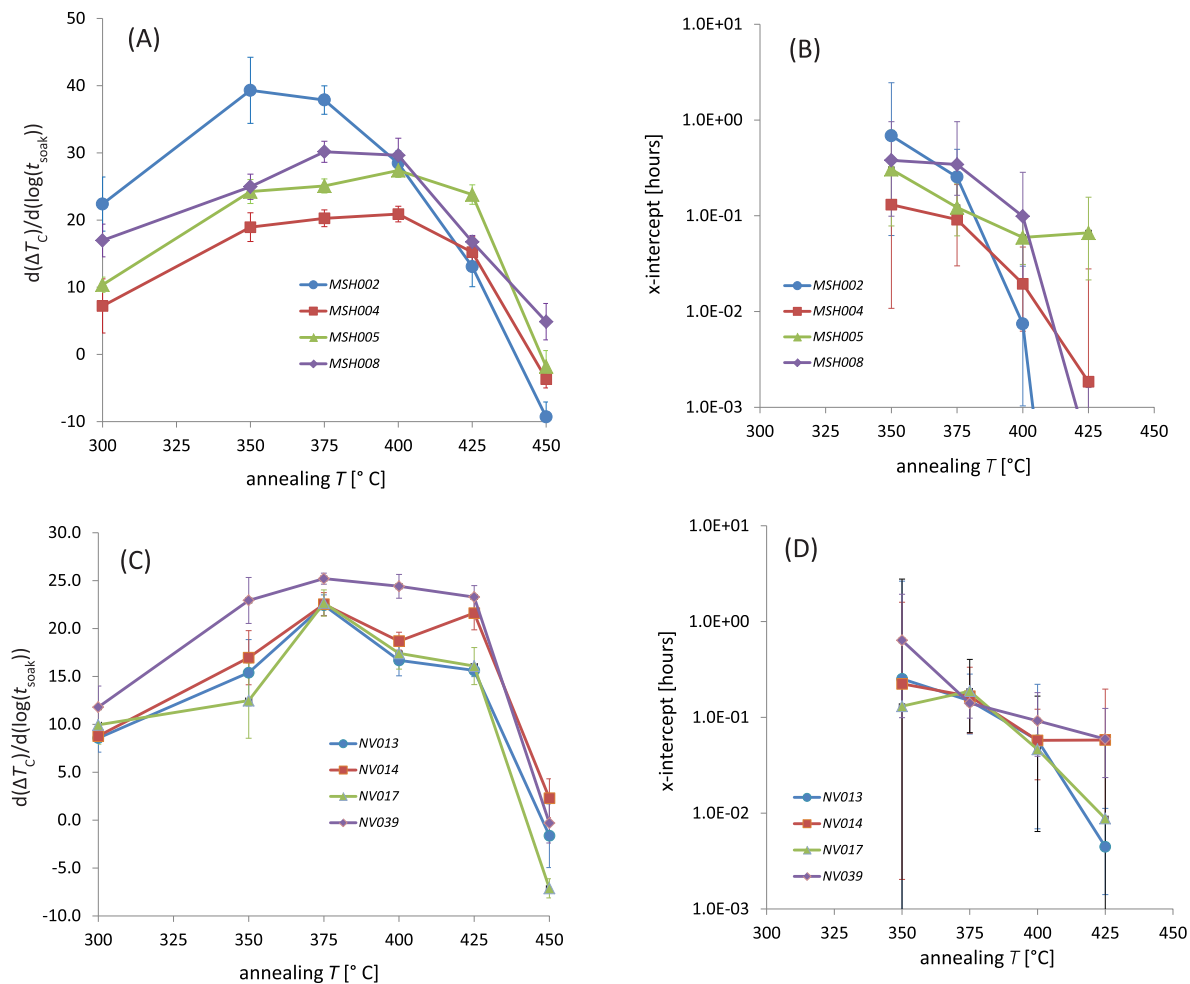 (A)
d(ΔT_C)/d(log(t_soak))
50
40
30
20
10
0
-10
300 325 350 375 400 425 450
annealing T [° C]
MSH002
MSH004
MSH005
MSH008
(B)
x-intercept [hours]
1.0E+01
1.0E+00
1.0E-01
1.0E-02
1.0E-03
300 325 350 375 400 425 450
annealing T [°C]
MSH002
MSH004
MSH005
MSH008
(C)
d(ΔT_C)/d(log(t_soak))
30.0
25.0
20.0
15.0
10.0
5.0
0.0
-5.0
-10.0
300 325 350 375 400 425 450
annealing T [° C]
NV013
NV014
NV017
NV039
(D)
x-intercept [hours]
1.0E+01
1.0E+00
1.0E-01
1.0E-02
1.0E-03
300 325 350 375 400 425 450
annealing T [°C]
NV013
NV014
NV017
NV039